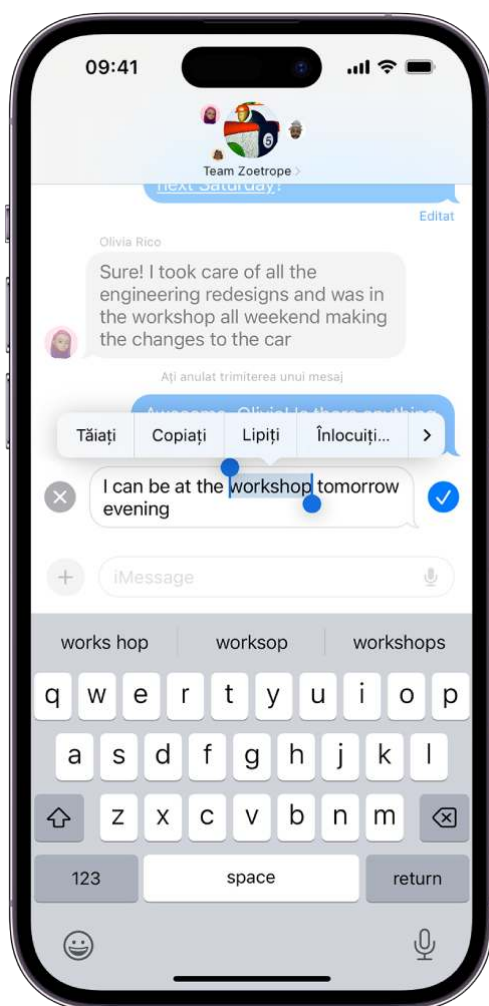 09:41
Team Zoetrope >
next Saturday?
Editat
Olivia Rico
Sure! I took care of all the
engineering redesigns and was in
the workshop all weekend making
the changes to the car
Ați anulat trimiterea unui mesaj
Awesome, Olivia! Is there anything
Tăiați Copiați Lipiți Înlocuiți... >
I can be at the workshop tomorrow
evening
iMessage
works hop worksop workshops
q w e r t y u i o p
a s d f g h j k l
z x c v b n m
123 space return